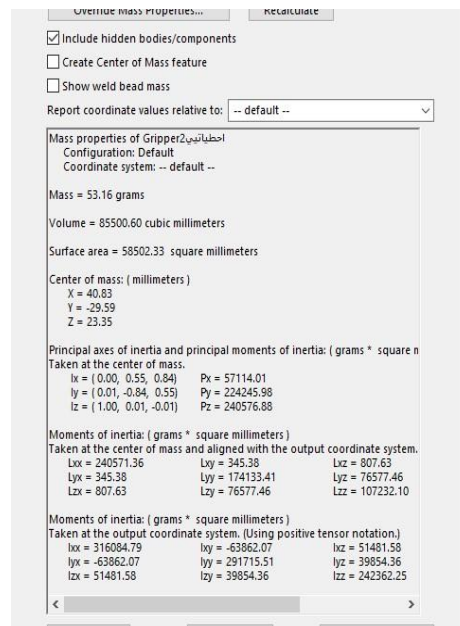 Override Mass Properties... Recalculate
Include hidden bodies/components
Create Center of Mass feature
Show weld bead mass
Report coordinate values relative to: -- default --
Mass properties of Gripper2احطياتيي
Configuration: Default
Coordinate system: -- default --
Mass = 53.16 grams
Volume = 85500.60 cubic millimeters
Surface area = 58502.33 square millimeters
Center of mass: ( millimeters )
X = 40.83
Y = -29.59
Z = 23.35
Principal axes of inertia and principal moments of inertia: ( grams * square m
Taken at the center of mass.
Ix = ( 0.00, 0.55, 0.84) Px = 57114.01
Iy = ( 0.01, -0.84, 0.55) Py = 224245.98
Iz = ( 1.00, 0.01, -0.01) Pz = 240576.88
Moments of inertia: ( grams * square millimeters )
Taken at the center of mass and aligned with the output coordinate system.
Lxx = 240571.36 Lxy = 345.38 Lxz = 807.63
Lyx = 345.38 Lyy = 174133.41 Lyz = 76577.46
Lzx = 807.63 Lzy = 76577.46 Lzz = 107232.10
Moments of inertia: ( grams * square millimeters )
Taken at the output coordinate system. (Using positive tensor notation.)
Ixx = 316084.79 Ixy = -63862.07 Ixz = 51481.58
Iyx = -63862.07 Iyy = 291715.51 Iyz = 39854.36
Izx = 51481.58 Izy = 39854.36 Izz = 242362.25